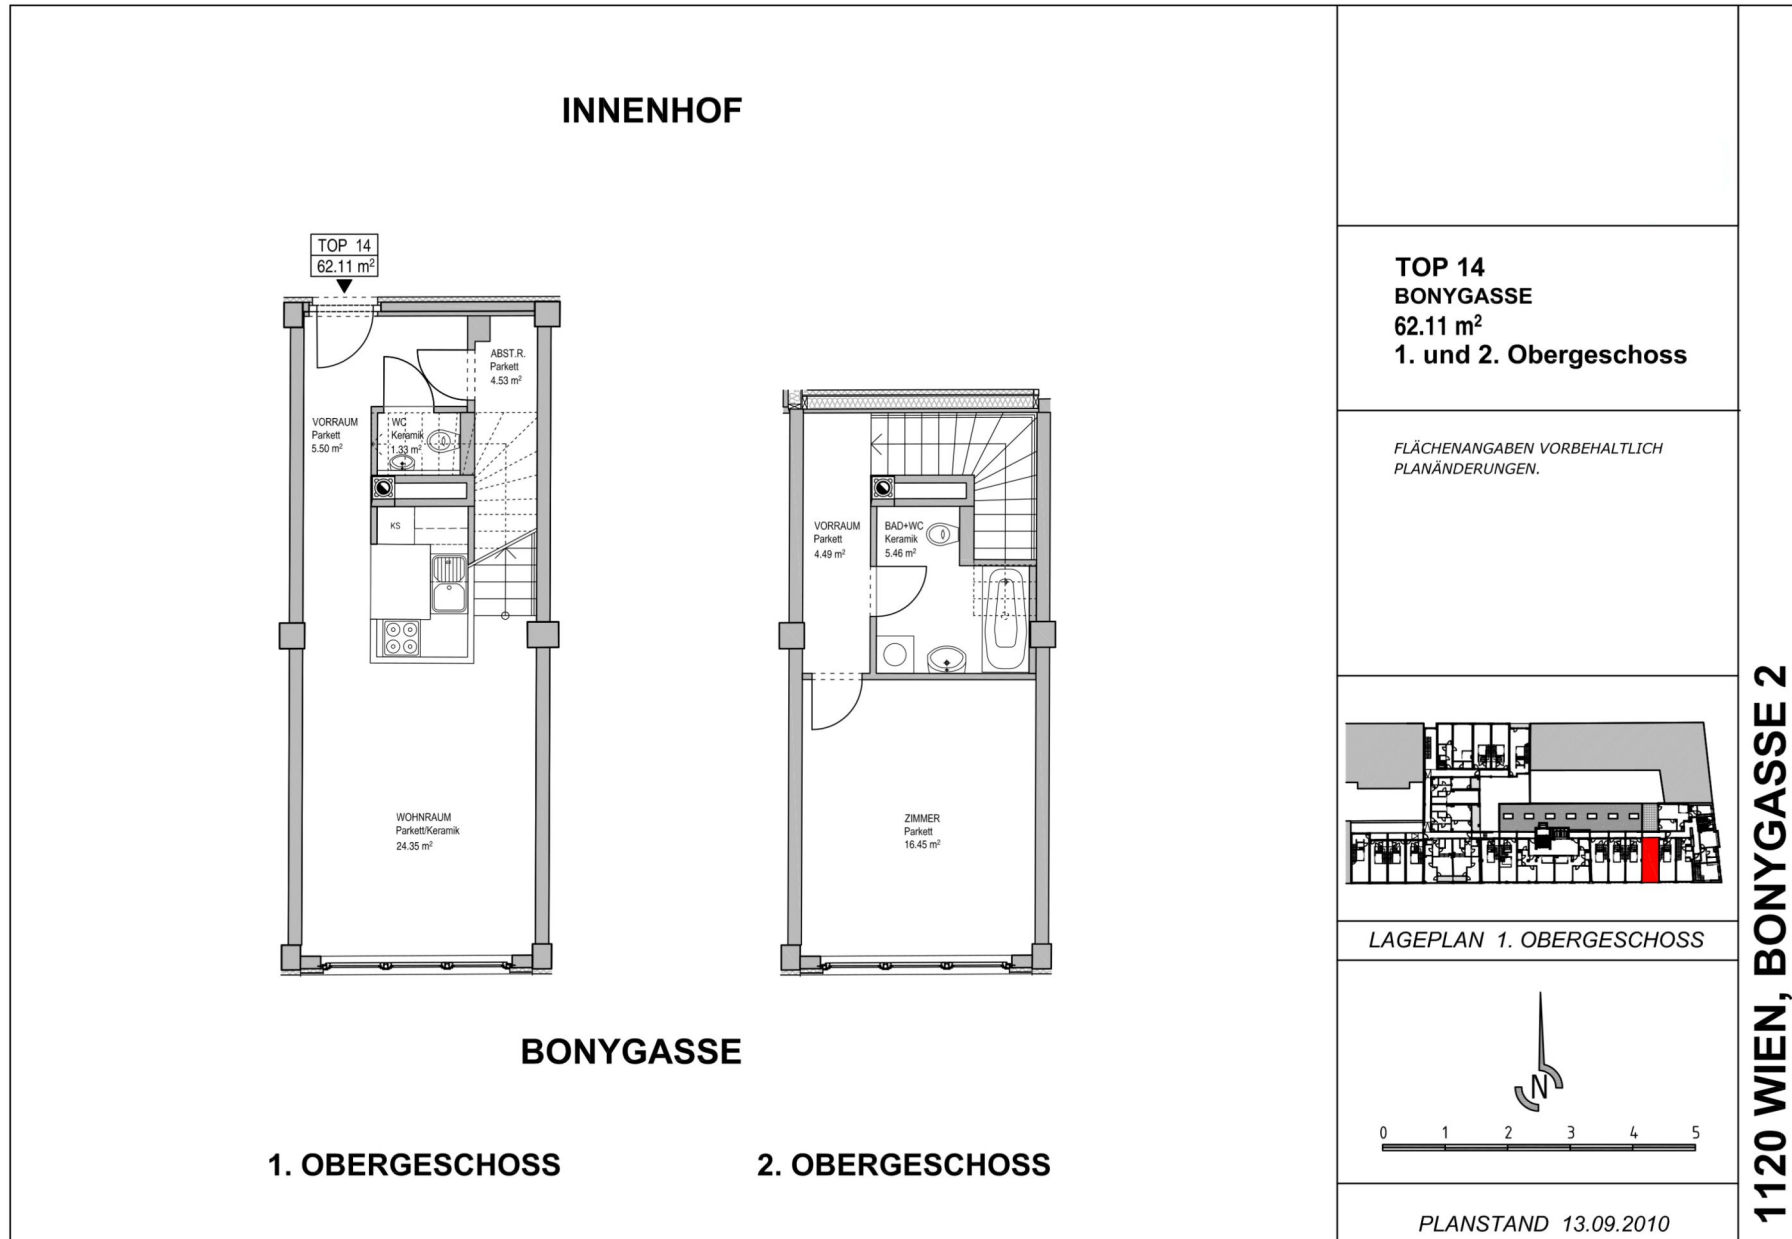 INNENHOF
TOP 14
62.11 m²
ABST.R.
Parkett
4.53 m²
VORRAUM
Parkett
5.50 m²
WC
Keramik
1.33 m²
KS
WOHNRAUM
Parkett/Keramik
24.35 m²
VORRAUM
Parkett
4.49 m²
BAD+WC
Keramik
5.46 m²
ZIMMER
Parkett
16.45 m²
BONYGASSE
1. OBERGESCHOSS
2. OBERGESCHOSS
TOP 14
BONYGASSE
62.11 m²
1. und 2. Obergeschoss
FLÄCHENANGABEN VORBEHALTLICH
PLANÄNDERUNGEN.
LAGEPLAN 1. OBERGESCHOSS
N
0 1 2 3 4 5
PLANSTAND 13.09.2010
1120 WIEN, BONYGASSE 2